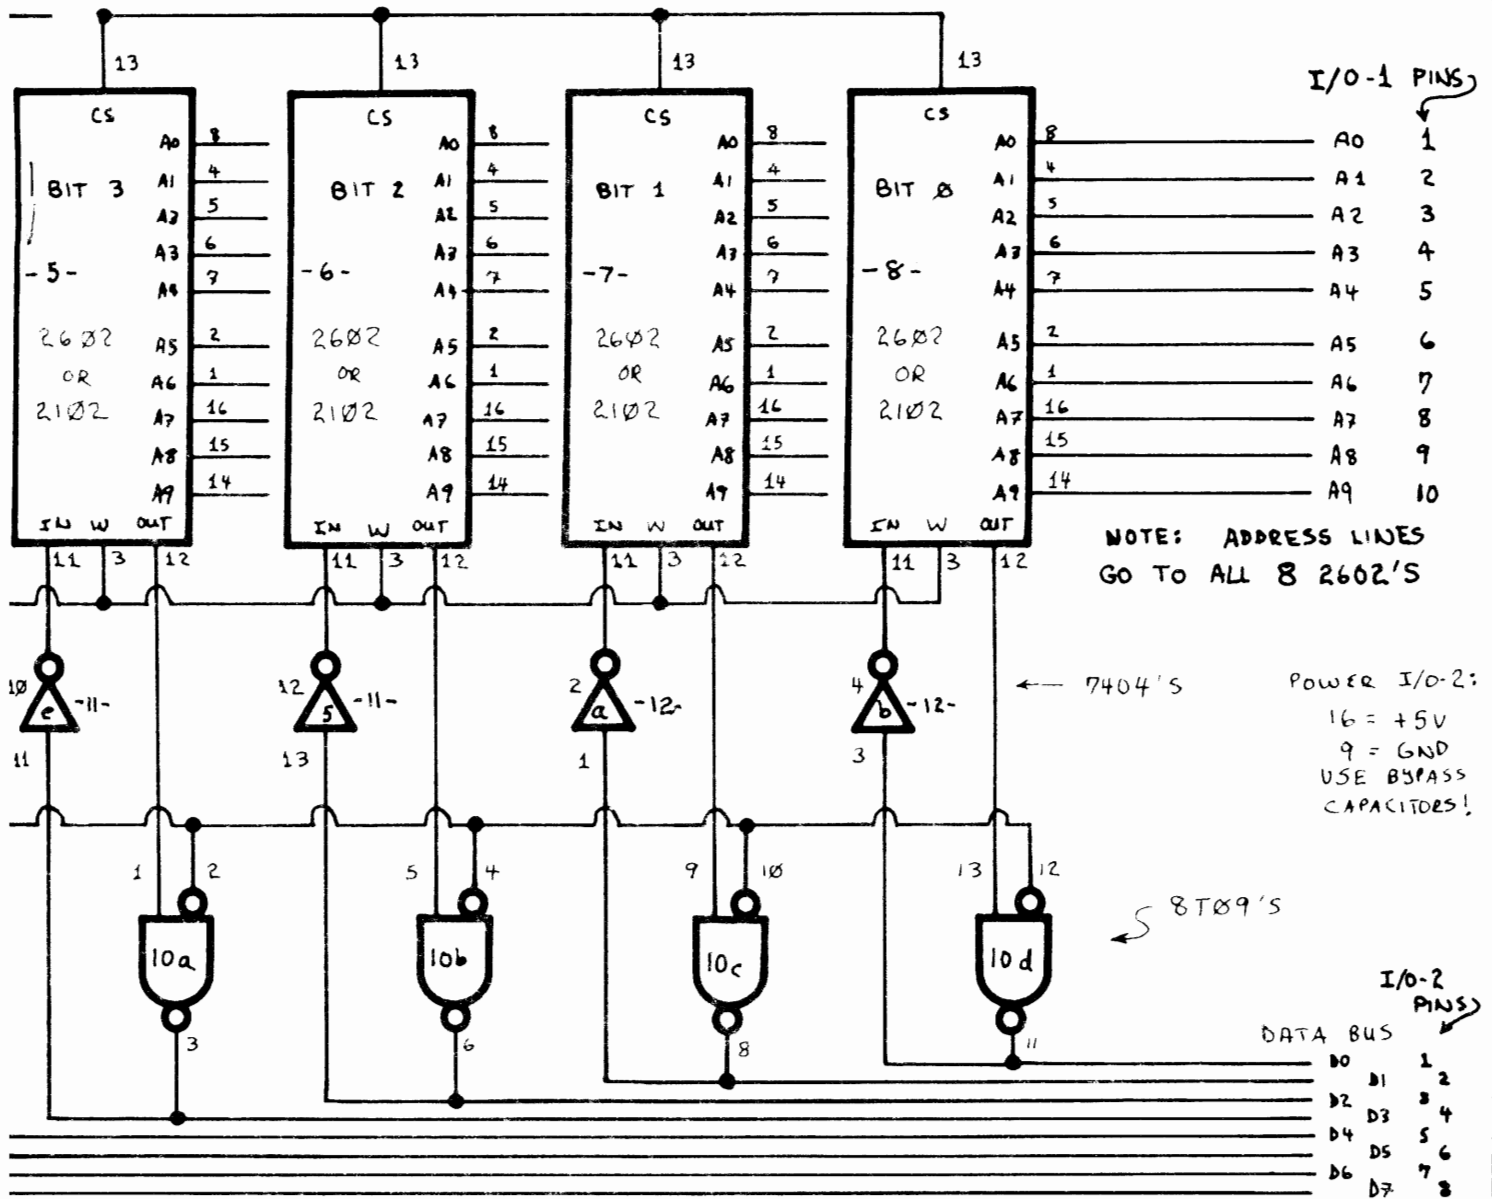 13 13 13 13
I/O-1 PINS
CS CS CS CS
A0 8 A0 8 A0 8 A0 8 A0 1
BIT 3 A1 4 BIT 2 A1 4 BIT 1 A1 4 BIT Ø A1 4 A1 2
A2 5 A2 5 A2 5 A2 5 A2 3
A3 6 A3 6 A3 6 A3 6 A3 4
-5- -6- -7- -8-
A4 7 A4 7 A4 7 A4 7 A4 5
26Ø2 A5 2 26Ø2 A5 2 26Ø2 A5 2 26Ø2 A5 2 A5 6
OR A6 1 OR A6 1 OR A6 1 OR A6 1 A6 7
21Ø2 A7 16 21Ø2 A7 16 21Ø2 A7 16 21Ø2 A7 16 A7 8
A8 15 A8 15 A8 15 A8 15 A8 9
A9 14 A9 14 A9 14 A9 14 A9 10
IN W OUT IN W OUT IN W OUT IN W OUT
11 3 12 11 3 12 11 3 12 11 3 12
NOTE: ADDRESS LINES
GO TO ALL 8 2602'S
1Ø e -11- 12 5 -11- 2 a -12- 4 b -12-
7404'S
11 13 1 3
POWER I/O-2:
16 = +5V
9 = GND
USE BYPASS
CAPACITORS!
1 2 5 4 9 1Ø 13 12
10a 10b 10c 10d
8TØ9'S
3 6 8 11
I/O-2
PINS
DATA BUS
D0 1
D1 2
D2 3
D3 4
D4 5
D5 6
D6 7
D7 8